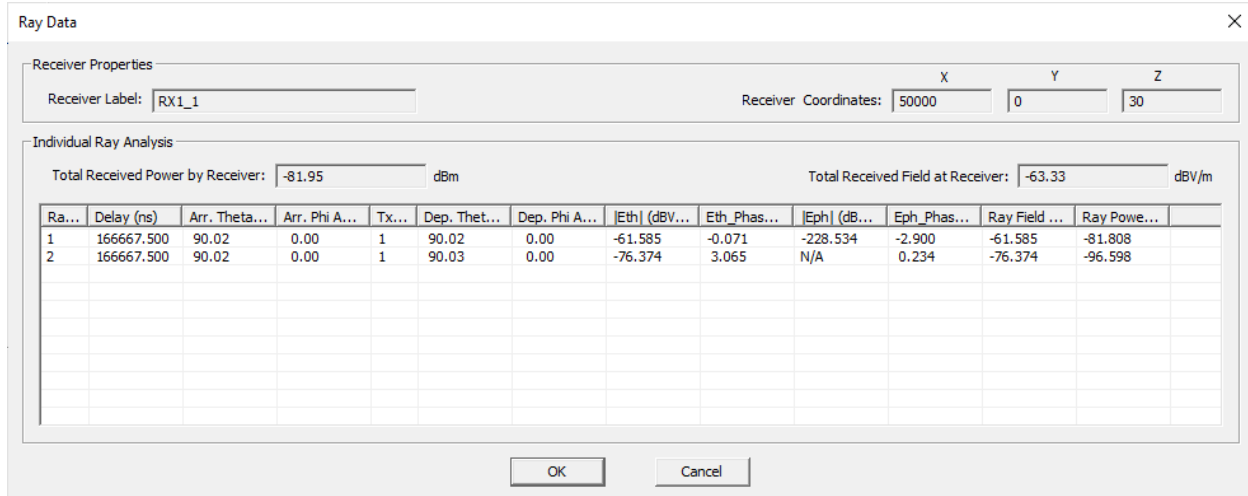 Ray Data
Receiver Properties
X Y Z
Receiver Label: RX1_1 Receiver Coordinates: 50000 0 30
Individual Ray Analysis
Total Received Power by Receiver: -81.95 dBm Total Received Field at Receiver: -63.33 dBV/m
Ra... Delay (ns) Arr. Theta... Arr. Phi A... Tx... Dep. Thet... Dep. Phi A... |Eth| (dBV... Eth_Phas... |Eph| (dB... Eph_Phas... Ray Field ... Ray Powe...
1 166667.500 90.02 0.00 1 90.02 0.00 -61.585 -0.071 -228.534 -2.900 -61.585 -81.808
2 166667.500 90.02 0.00 1 90.03 0.00 -76.374 3.065 N/A 0.234 -76.374 -96.598
OK Cancel